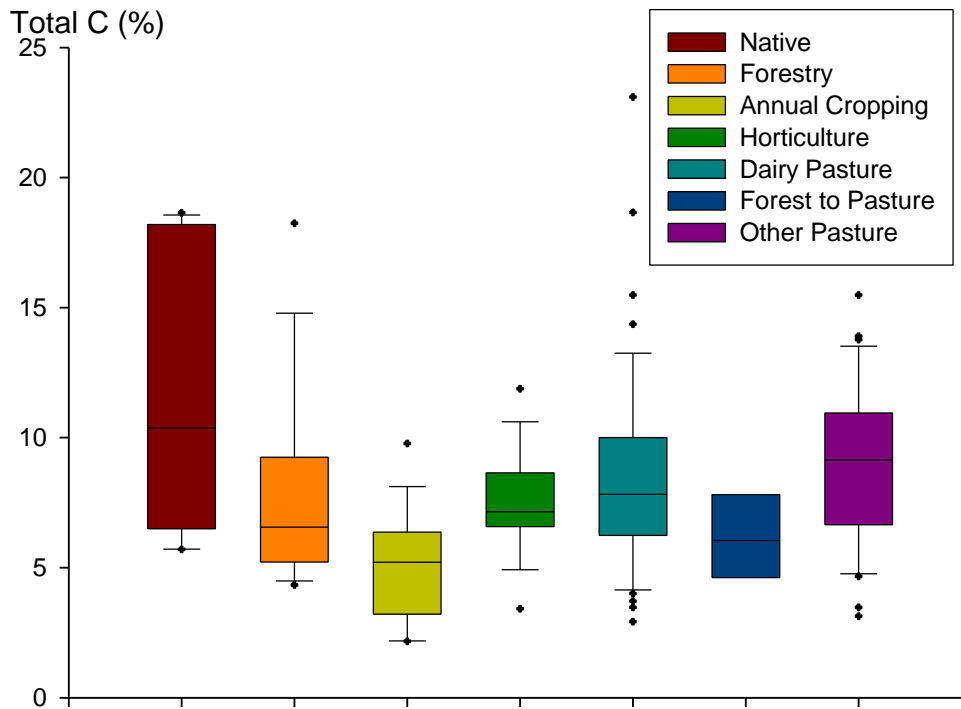 Total C (%)
25
20
15
10
5
0
Native
Forestry
Annual Cropping
Horticulture
Dairy Pasture
Forest to Pasture
Other Pasture